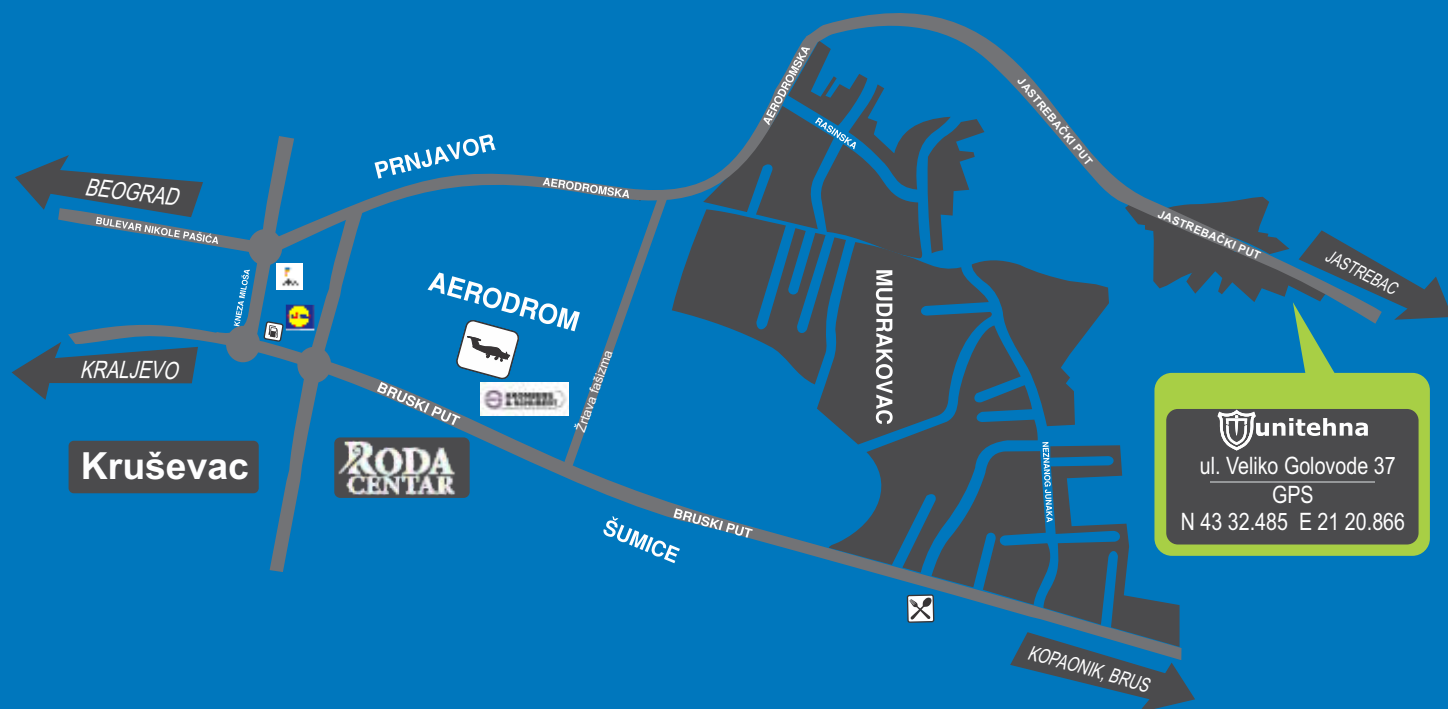 AERODROMSKA
JASTREBAČKI PUT
RASINSKA
PRNJAVOR
BEOGRAD
AERODROMSKA
BULEVAR NIKOLE PAŠIĆA
JASTREBAČKI PUT
JASTREBAC
KNEZA MILOŠA
AERODROM
MUDRAKOVAC
KRALJEVO
BRUSKI PUT
Žrtava fašizma
Kruševac
RODA
CENTAR
unitehna
ul. Veliko Golovode 37
GPS
N 43 32.485 E 21 20.866
NEZNANOG JUNAKA
BRUSKI PUT
ŠUMICE
KOPAONIK, BRUS